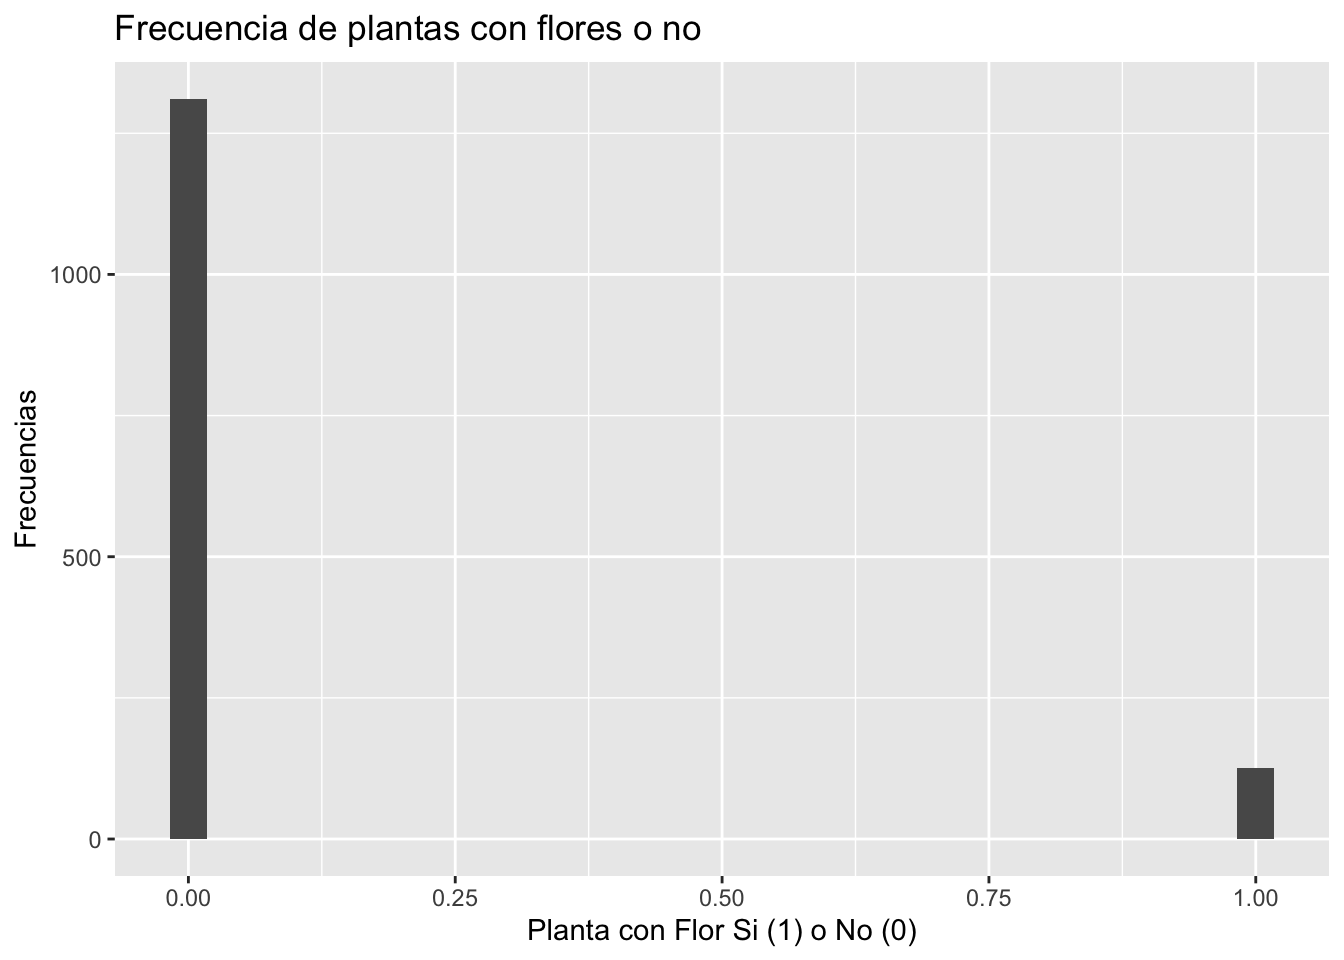 Frecuencia de plantas con flores o no
Frecuencias
1000
500
0
0.00 0.25 0.50 0.75 1.00
Planta con Flor Si (1) o No (0)